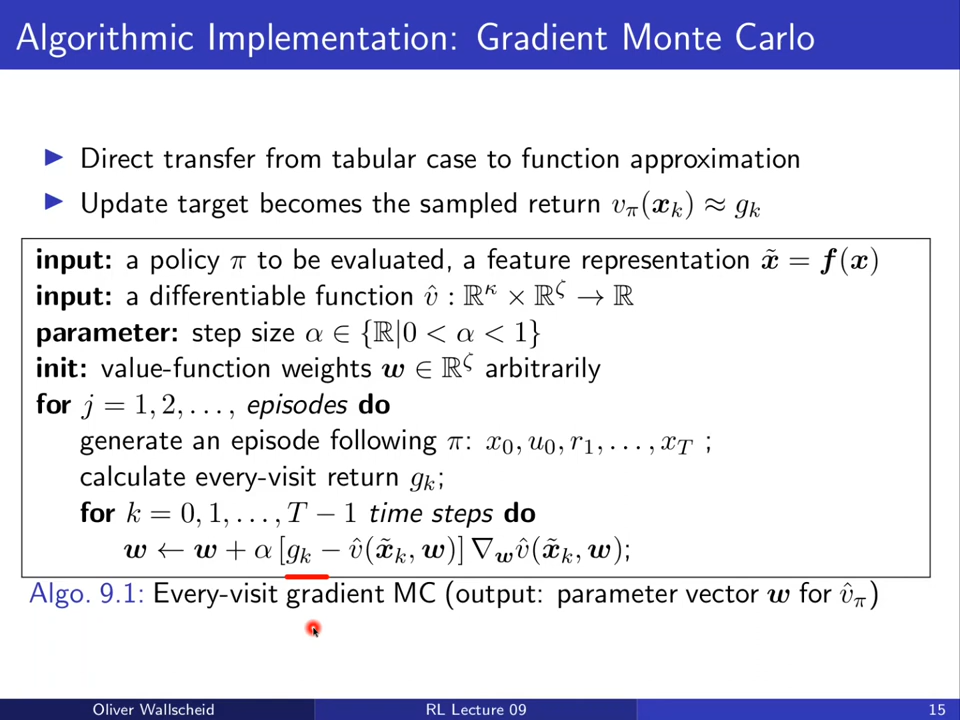 Algorithmic Implementation: Gradient Monte Carlo
▶ Direct transfer from tabular case to function approximation
▶ Update target becomes the sampled return vπ(xₖ) ≈ gₖ
input: a policy π to be evaluated, a feature representation x̃ = f(x)
input: a differentiable function v̂ : ℝ^κ × ℝ^ζ → ℝ
parameter: step size α ∈ {ℝ|0 < α < 1}
init: value-function weights w ∈ ℝ^ζ arbitrarily
for j = 1, 2, . . . , episodes do
generate an episode following π: x₀, u₀, r₁, . . . , x_T ;
calculate every-visit return gₖ;
for k = 0, 1, . . . , T − 1 time steps do
w ← w + α [gₖ − v̂(x̃ₖ, w)] ∇_w v̂(x̃ₖ, w);
Algo. 9.1: Every-visit gradient MC (output: parameter vector w for v̂π)
Oliver Wallscheid RL Lecture 09 15